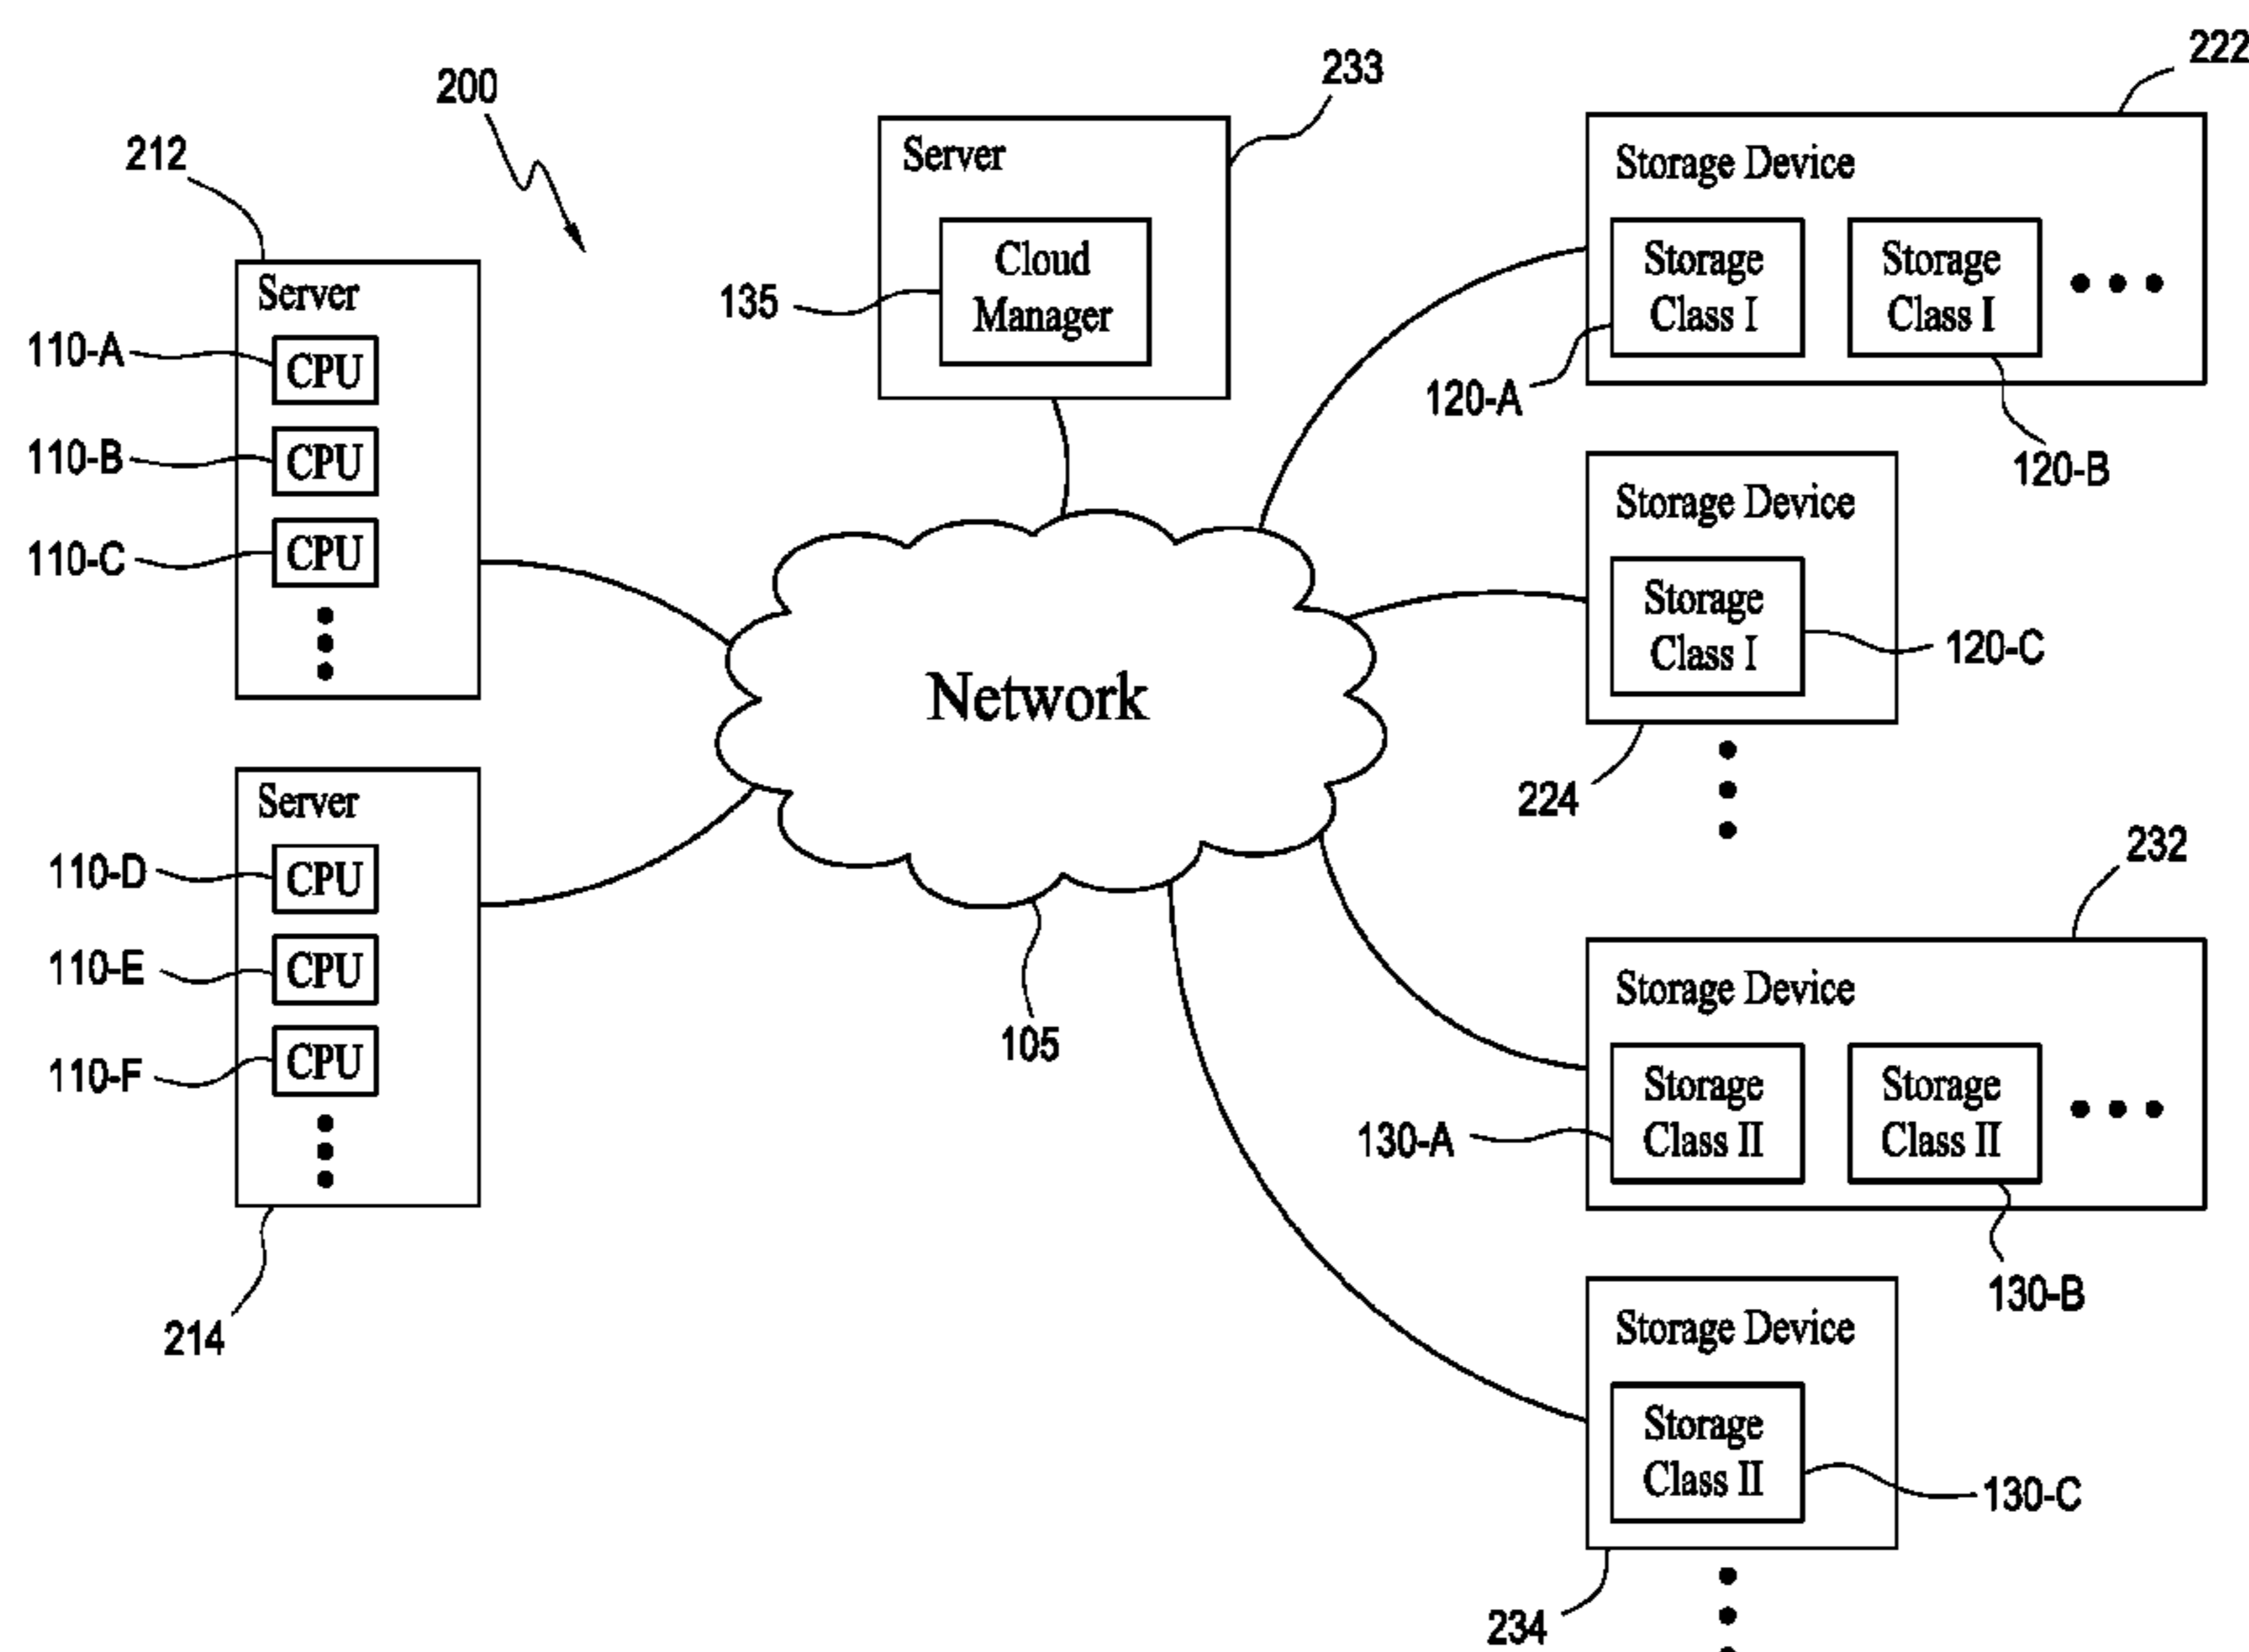 200
212
Server
110-A
CPU
110-B
CPU
110-C
CPU
Server
110-D
CPU
110-E
CPU
110-F
CPU
214
233
Server
135
Cloud
Manager
Network
105
222
Storage Device
Storage
Class I
Storage
Class I
120-A
120-B
Storage Device
Storage
Class I
120-C
224
232
Storage Device
Storage
Class II
Storage
Class II
130-A
130-B
Storage Device
Storage
Class II
130-C
234